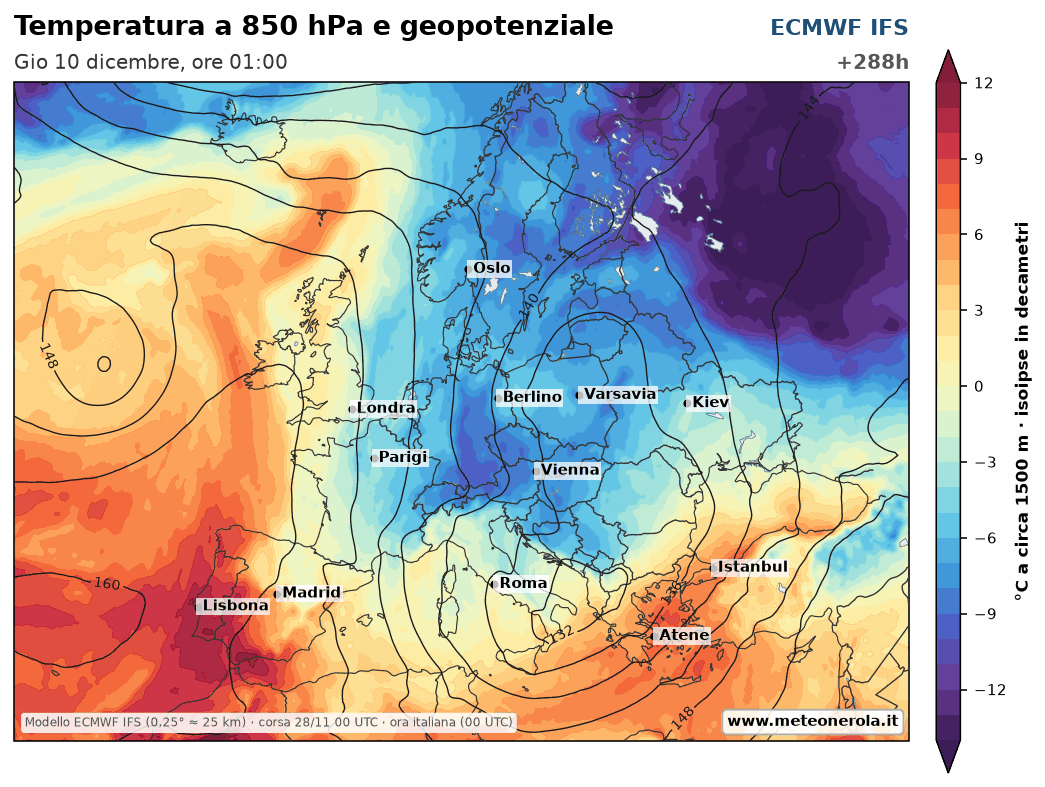 Temperatura a 850 hPa e geopotenziale
ECMWF IFS
Gio 10 dicembre, ore 01:00
+288h
144
12
9
6
3
0
−3
−6
−9
−12
°C a circa 1500 m · isoipse in decametri
Oslo
140
148
Berlino
Varsavia
Kiev
Londra
Parigi
Vienna
Istanbul
Roma
160
Madrid
Lisbona
Atene
132
148
Modello ECMWF IFS (0,25° ≈ 25 km) · corsa 28/11 00 UTC · ora italiana (00 UTC)
www.meteonerola.it